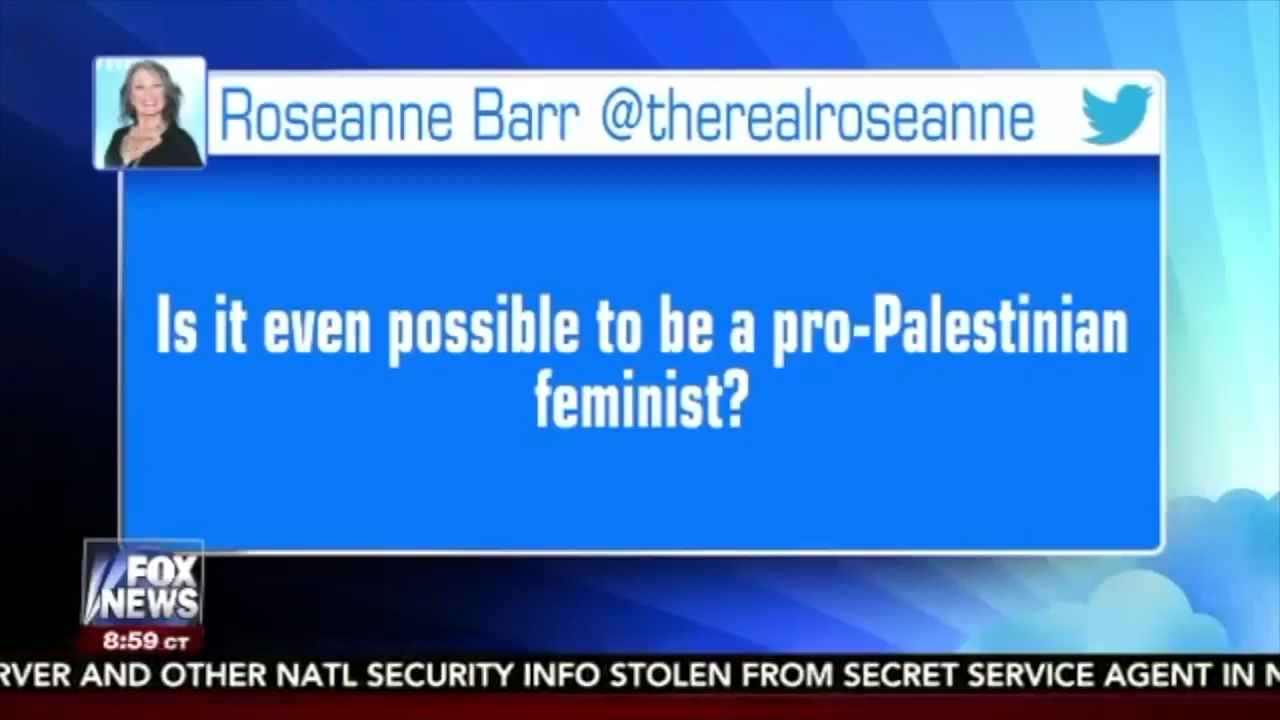 Roseanne Barr @therealroseanne
Is it even possible to be a pro-Palestinian
feminist?
FOX
NEWS
8:59 CT
AND OTHER NATL SECURITY INFO STOLEN FROM SECRET SERVICE AGENT IN